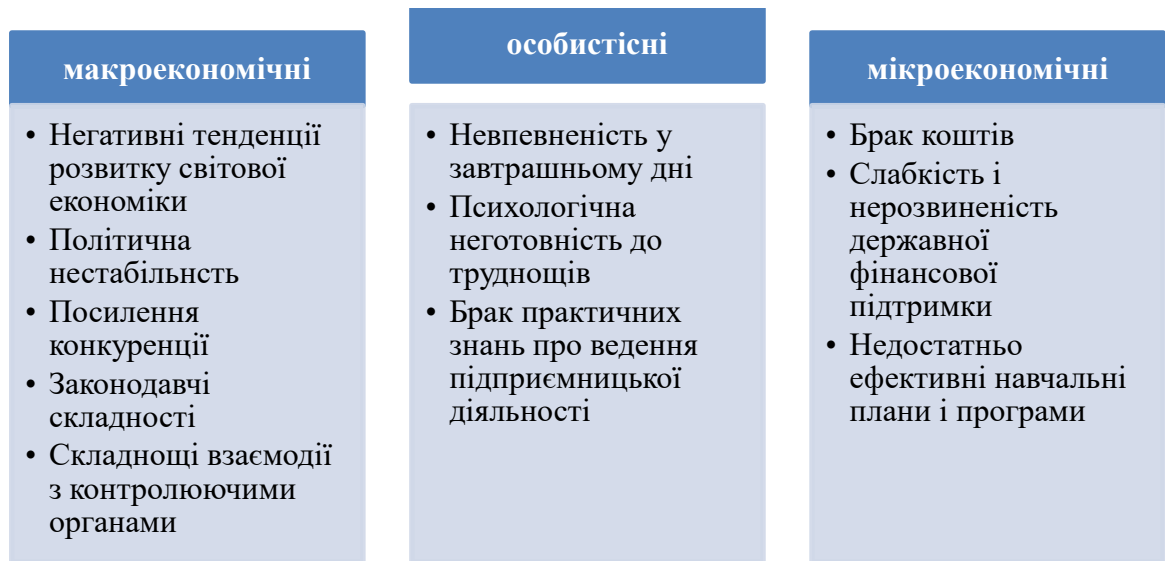 макроекономічні
• Негативні тенденції
розвитку світової
економіки
• Політична
нестабільнсть
• Посилення
конкуренції
• Законодавчі
складності
• Складнощі взаємодії
з контролюючими
органами
особистісні
• Невпевненість у
завтрашньому дні
• Психологічна
неготовність до
труднощів
• Брак практичних
знань про ведення
підприємницької
діяльності
мікроекономічні
• Брак коштів
• Слабкість і
нерозвиненість
державної
фінансової
підтримки
• Недостатньо
ефективні навчальні
плани і програми